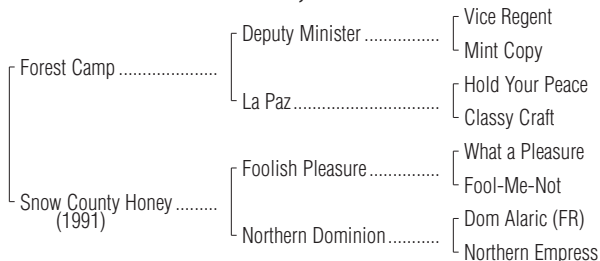 Vice Regent
Deputy Minister ................
Mint Copy
Forest Camp .....................
Hold Your Peace
La Paz...............................
Classy Craft
What a Pleasure
Foolish Pleasure ...............
Fool-Me-Not
Snow County Honey .........
(1991)
Dom Alaric (FR)
Northern Dominion...........
Northern Empress